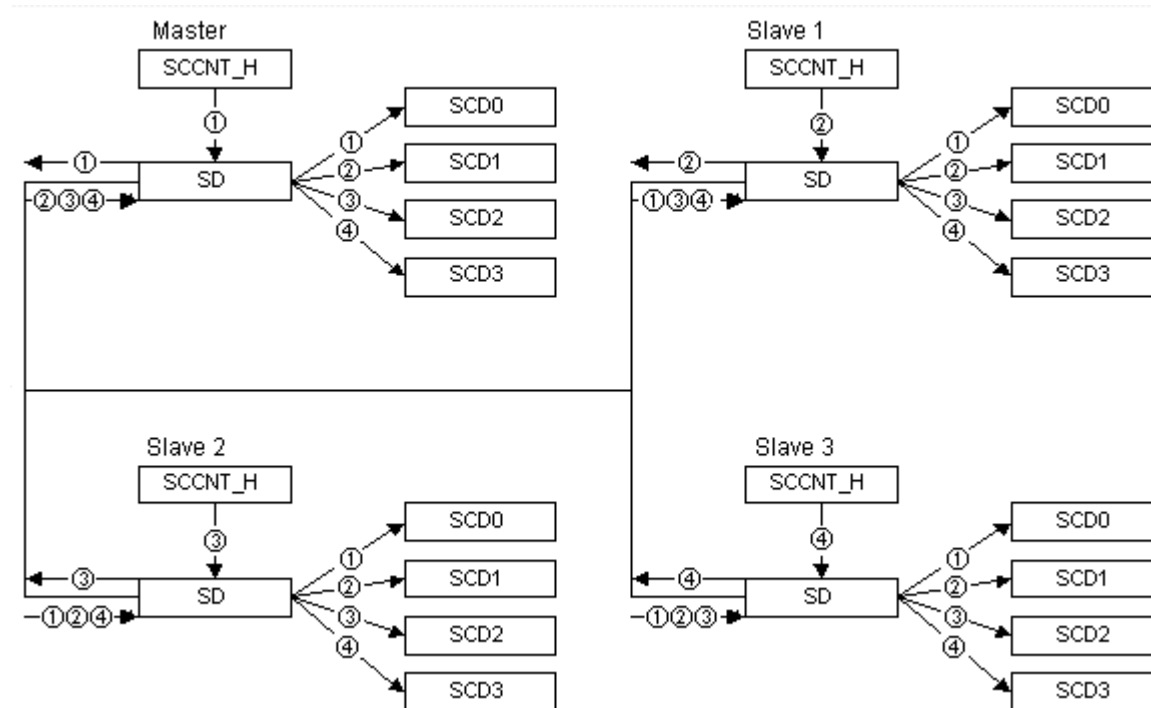 Master
SCCNT_H
①
SCD0
①
①
SD
②
SCD1
②③④
③
SCD2
④
SCD3
Slave 1
SCCNT_H
②
SCD0
①
②
SD
②
SCD1
①③④
③
SCD2
④
SCD3
Slave 2
SCCNT_H
③
SCD0
①
③
SD
②
SCD1
①②④
③
SCD2
④
SCD3
Slave 3
SCCNT_H
④
SCD0
①
④
SD
②
SCD1
①②③
③
SCD2
④
SCD3